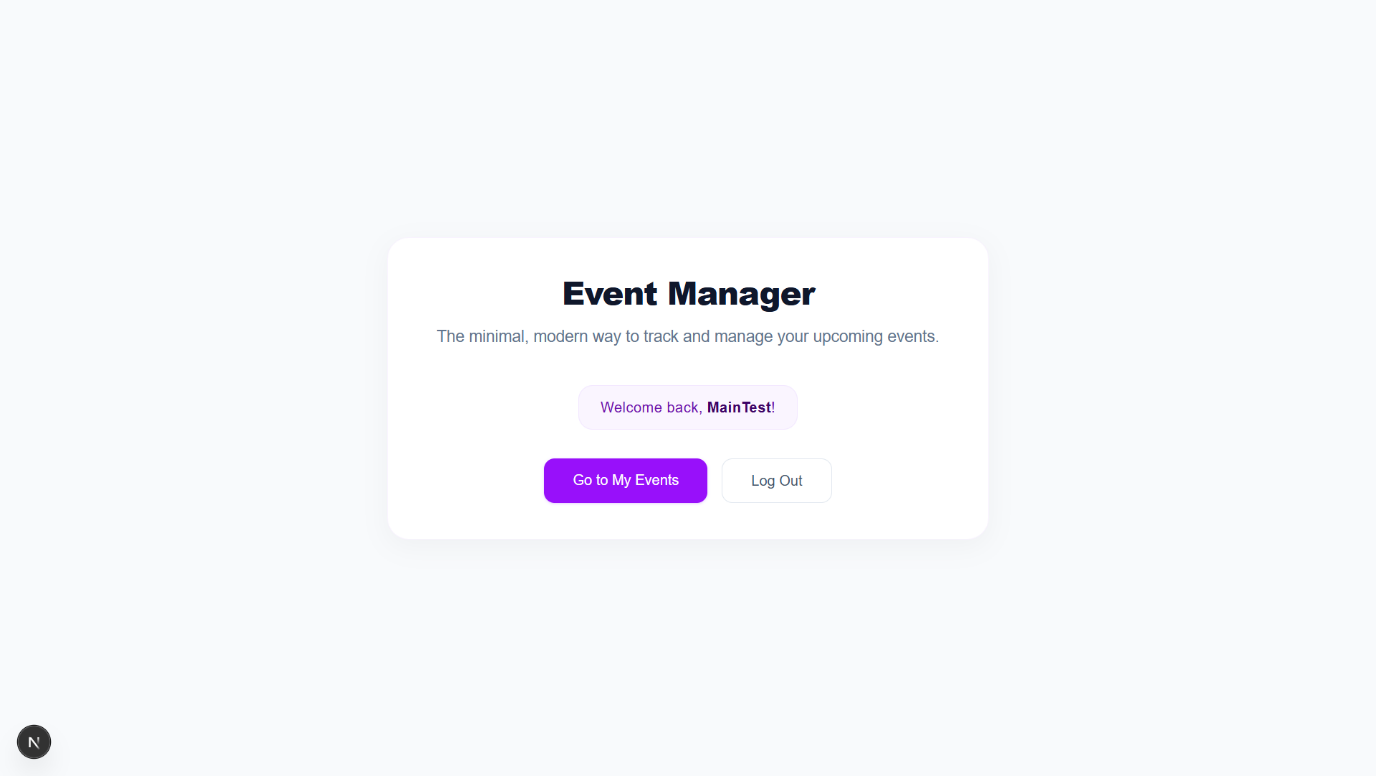 Event Manager
The minimal, modern way to track and manage your upcoming events.
Welcome back, MainTest!
Go to My Events
Log Out
N